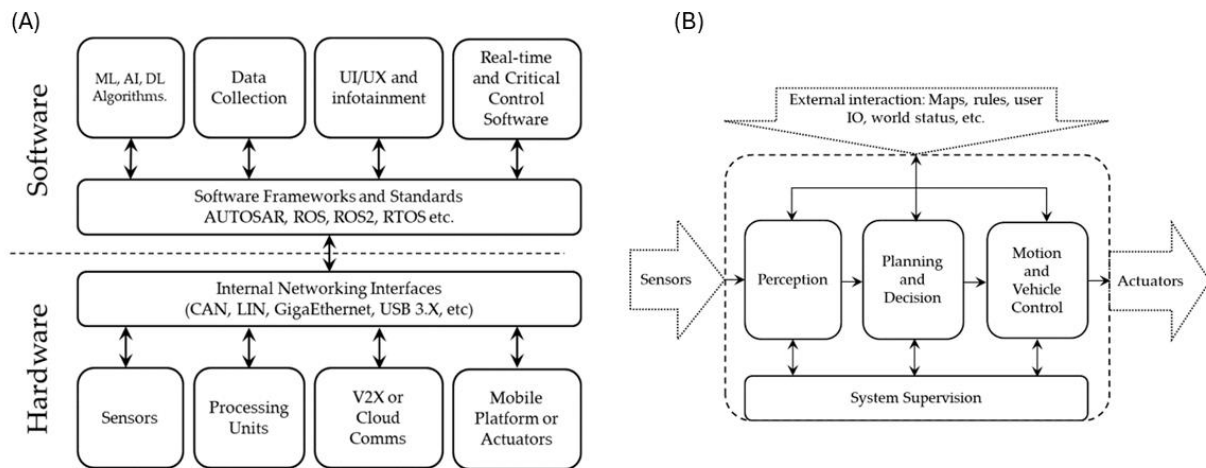 (A)
Software
ML, AI, DL
Algorithms.
Data
Collection
UI/UX and
infotainment
Real-time
and Critical
Control
Software
Software Frameworks and Standards
AUTOSAR, ROS, ROS2, RTOS etc.
Hardware
Internal Networking Interfaces
(CAN, LIN, GigaEthernet, USB 3.X, etc)
Sensors
Processing
Units
V2X or
Cloud
Comms
Mobile
Platform or
Actuators
(B)
External interaction: Maps, rules, user
IO, world status, etc.
Sensors
Perception
Planning
and
Decision
Motion
and
Vehicle
Control
Actuators
System Supervision